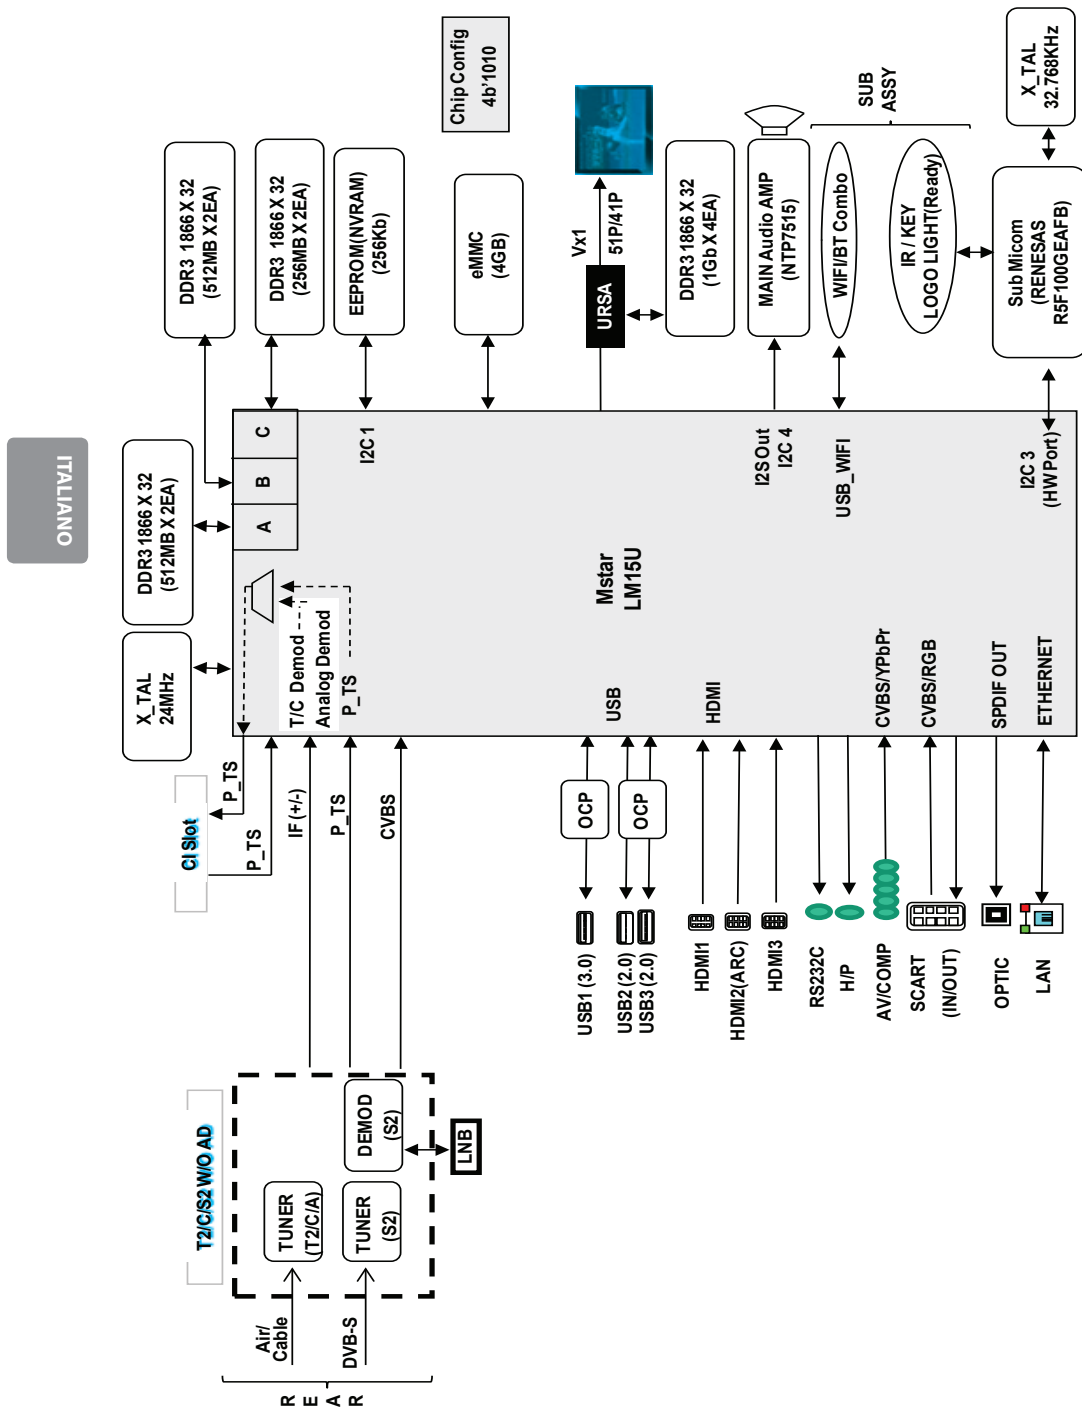 ITALIANO
Chip Config
4b'1010
X_TAL
24MHz
DDR3 1866 X 32
(512MB X 2EA)
DDR3 1866 X 32
(512MB X 2EA)
DDR3 1866 X 32
(256MB X 2EA)
EEPROM(NVRAM)
(256Kb)
eMMC
(4GB)
URSA
Vx1
51P/41P
DDR3 1866 X 32
(1Gb X 4EA)
MAIN Audio AMP
(NTP7515)
WIFI/BT Combo
SUB
ASSY
IR / KEY
LOGO LIGHT(Ready)
Sub Micom
(RENESAS
R5F100GEAFB)
X_TAL
32.768KHz
A
B
C
I2C 1
I2S Out
I2C 4
USB_WIFI
I2C 3
(HW Port)
Mstar
LM15U
T/C Demod
Analog Demod
P_TS
USB
HDMI
CVBS/YPbPr
CVBS/RGB
SPDIF OUT
ETHERNET
CI Slot
P_TS
P_TS
IF (+/-)
P_TS
CVBS
OCP
OCP
USB1 (3.0)
USB2 (2.0)
USB3 (2.0)
HDMI1
HDMI2(ARC)
HDMI3
RS232C
H/P
AV/COMP
SCART
(IN/OUT)
OPTIC
LAN
T2/C/S2 W/O AD
TUNER
(T2/C/A)
TUNER
(S2)
DEMOD
(S2)
LNB
Air/
Cable
DVB-S
R
E
A
R